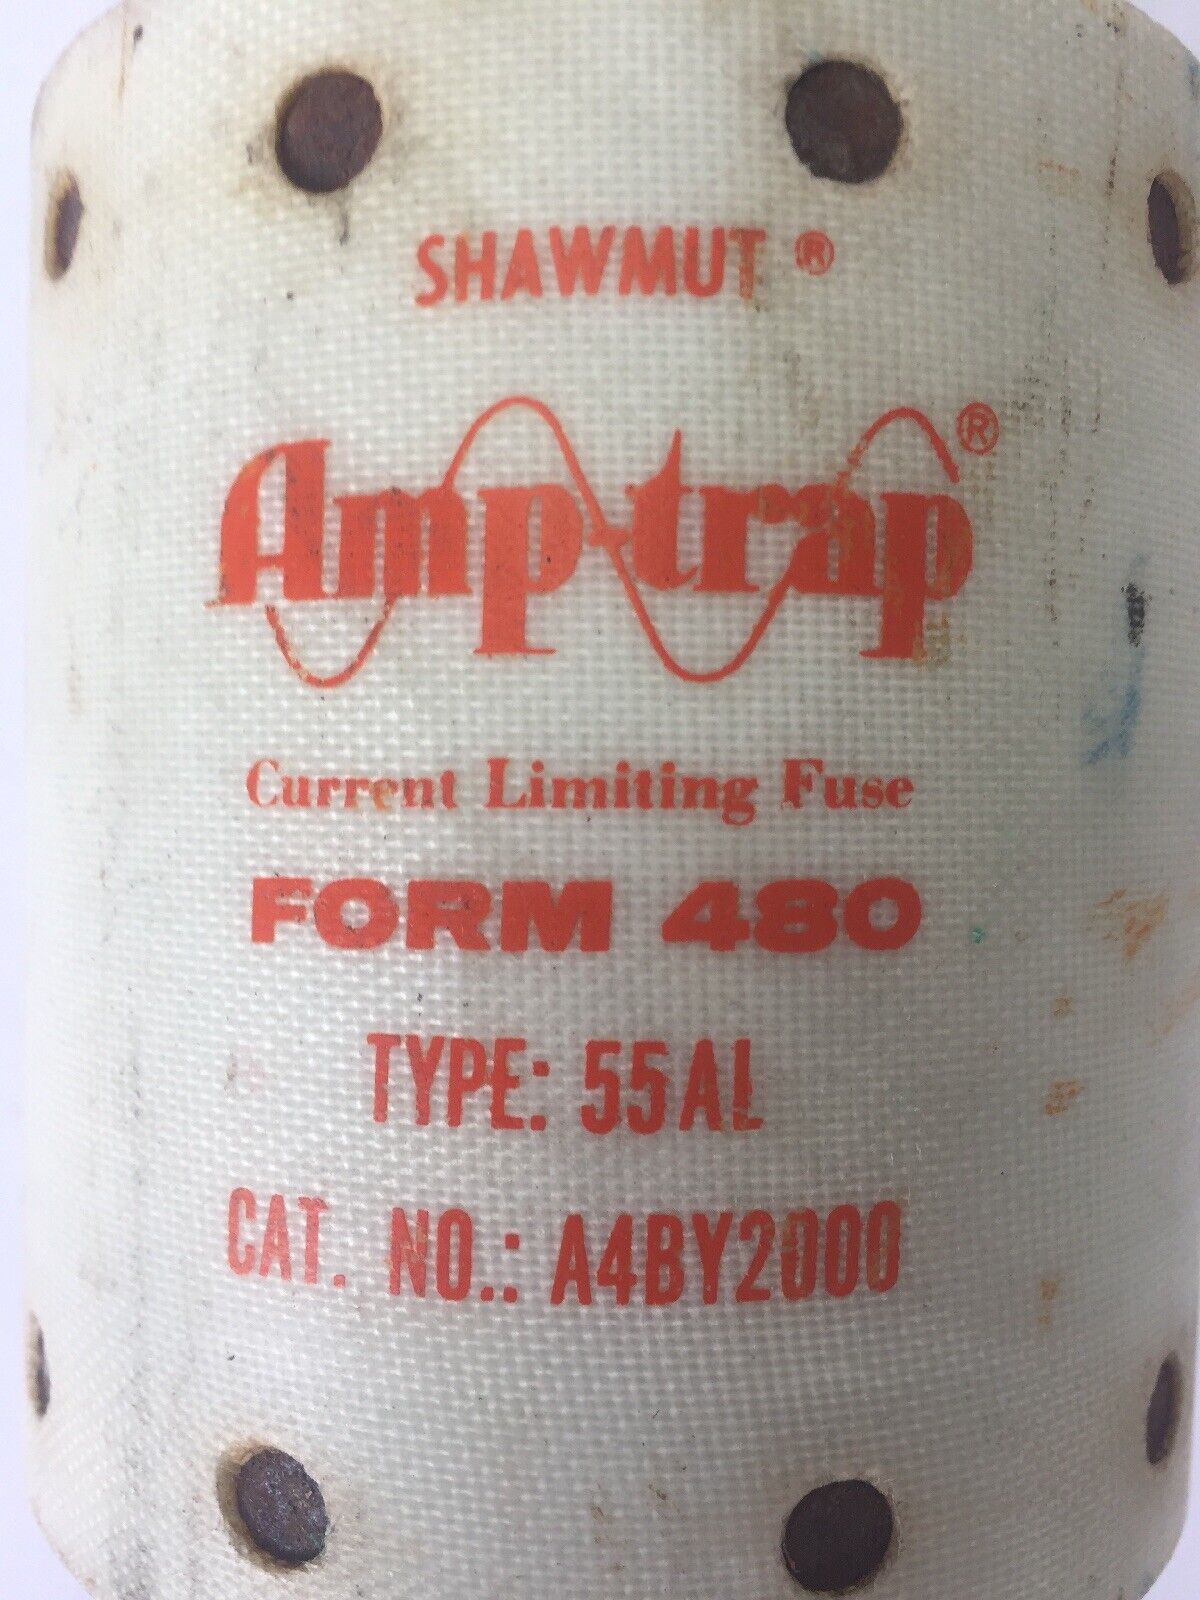 SHAWMUT ®
Amp-trap ®
Current Limiting Fuse
FORM 480
TYPE: 55AL
CAT. NO.: A4BY2000